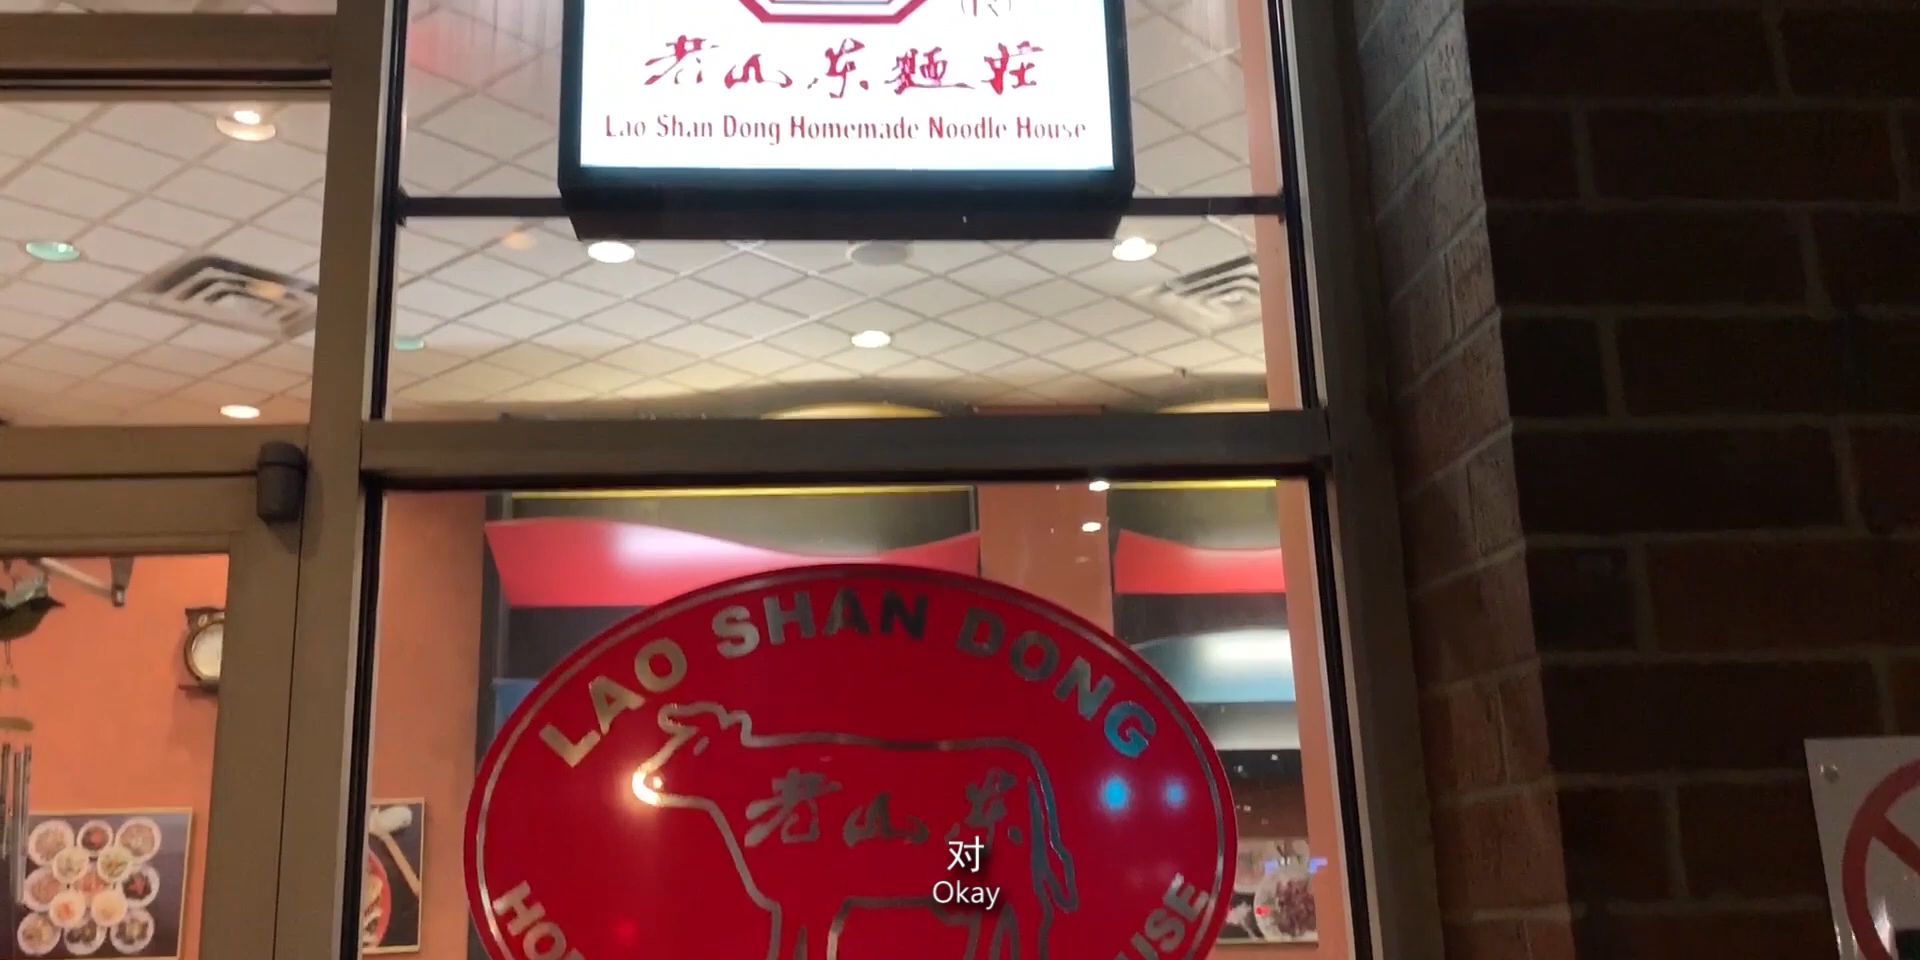 老山东麵莊
Lao Shan Dong Homemade Noodle House
LAO SHAN DONG
老山东
对
Okay